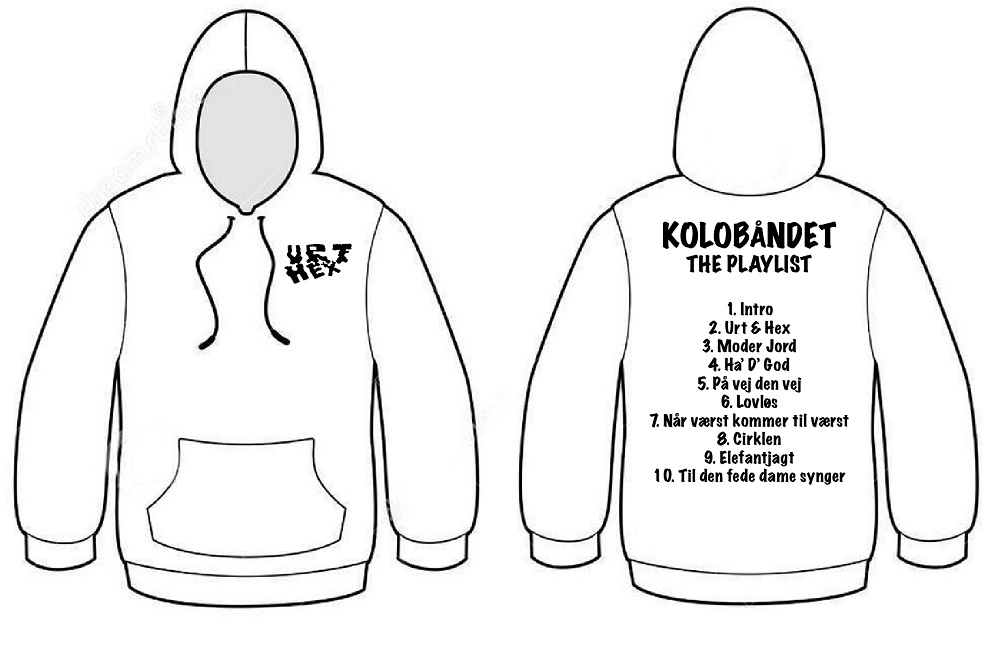 URT
HEX
KOLOBÅNDET
THE PLAYLIST
1. Intro
2. Urt & Hex
3. Moder Jord
4. Ha' D' God
5. På vej den vej
6. Lovløs
7. Når værst kommer til værst
8. Cirklen
9. Elefantjagt
10. Til den fede dame synger